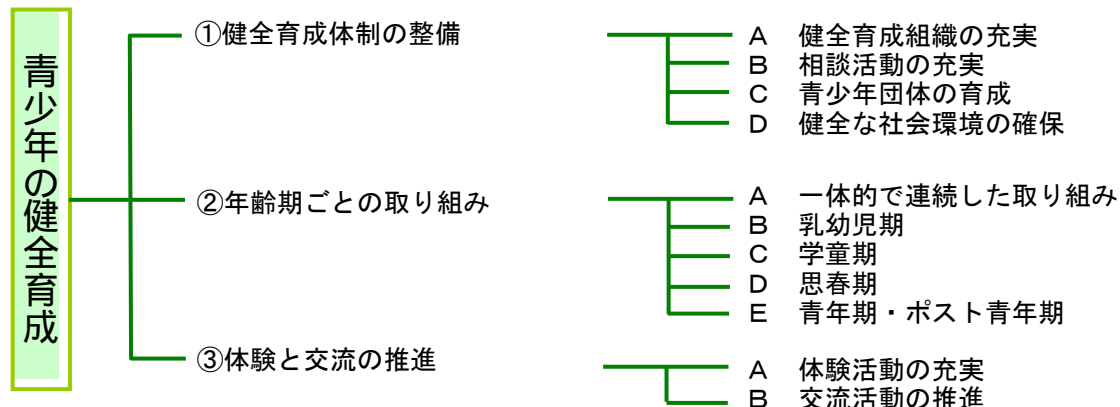 青少年の健全育成
①健全育成体制の整備
A 健全育成組織の充実
B 相談活動の充実
C 青少年団体の育成
D 健全な社会環境の確保
②年齢期ごとの取り組み
A 一体的で連続した取り組み
B 乳幼児期
C 学童期
D 思春期
E 青年期・ポスト青年期
③体験と交流の推進
A 体験活動の充実
B 交流活動の推進